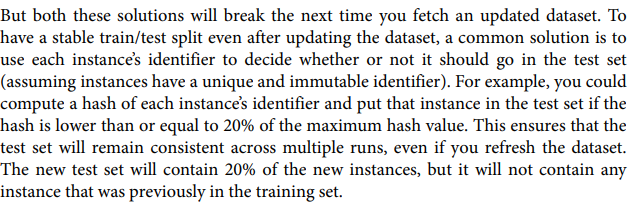 But both these solutions will break the next time you fetch an updated dataset. To
have a stable train/test split even after updating the dataset, a common solution is to
use each instance’s identifier to decide whether or not it should go in the test set
(assuming instances have a unique and immutable identifier). For example, you could
compute a hash of each instance’s identifier and put that instance in the test set if the
hash is lower than or equal to 20% of the maximum hash value. This ensures that the
test set will remain consistent across multiple runs, even if you refresh the dataset.
The new test set will contain 20% of the new instances, but it will not contain any
instance that was previously in the training set.